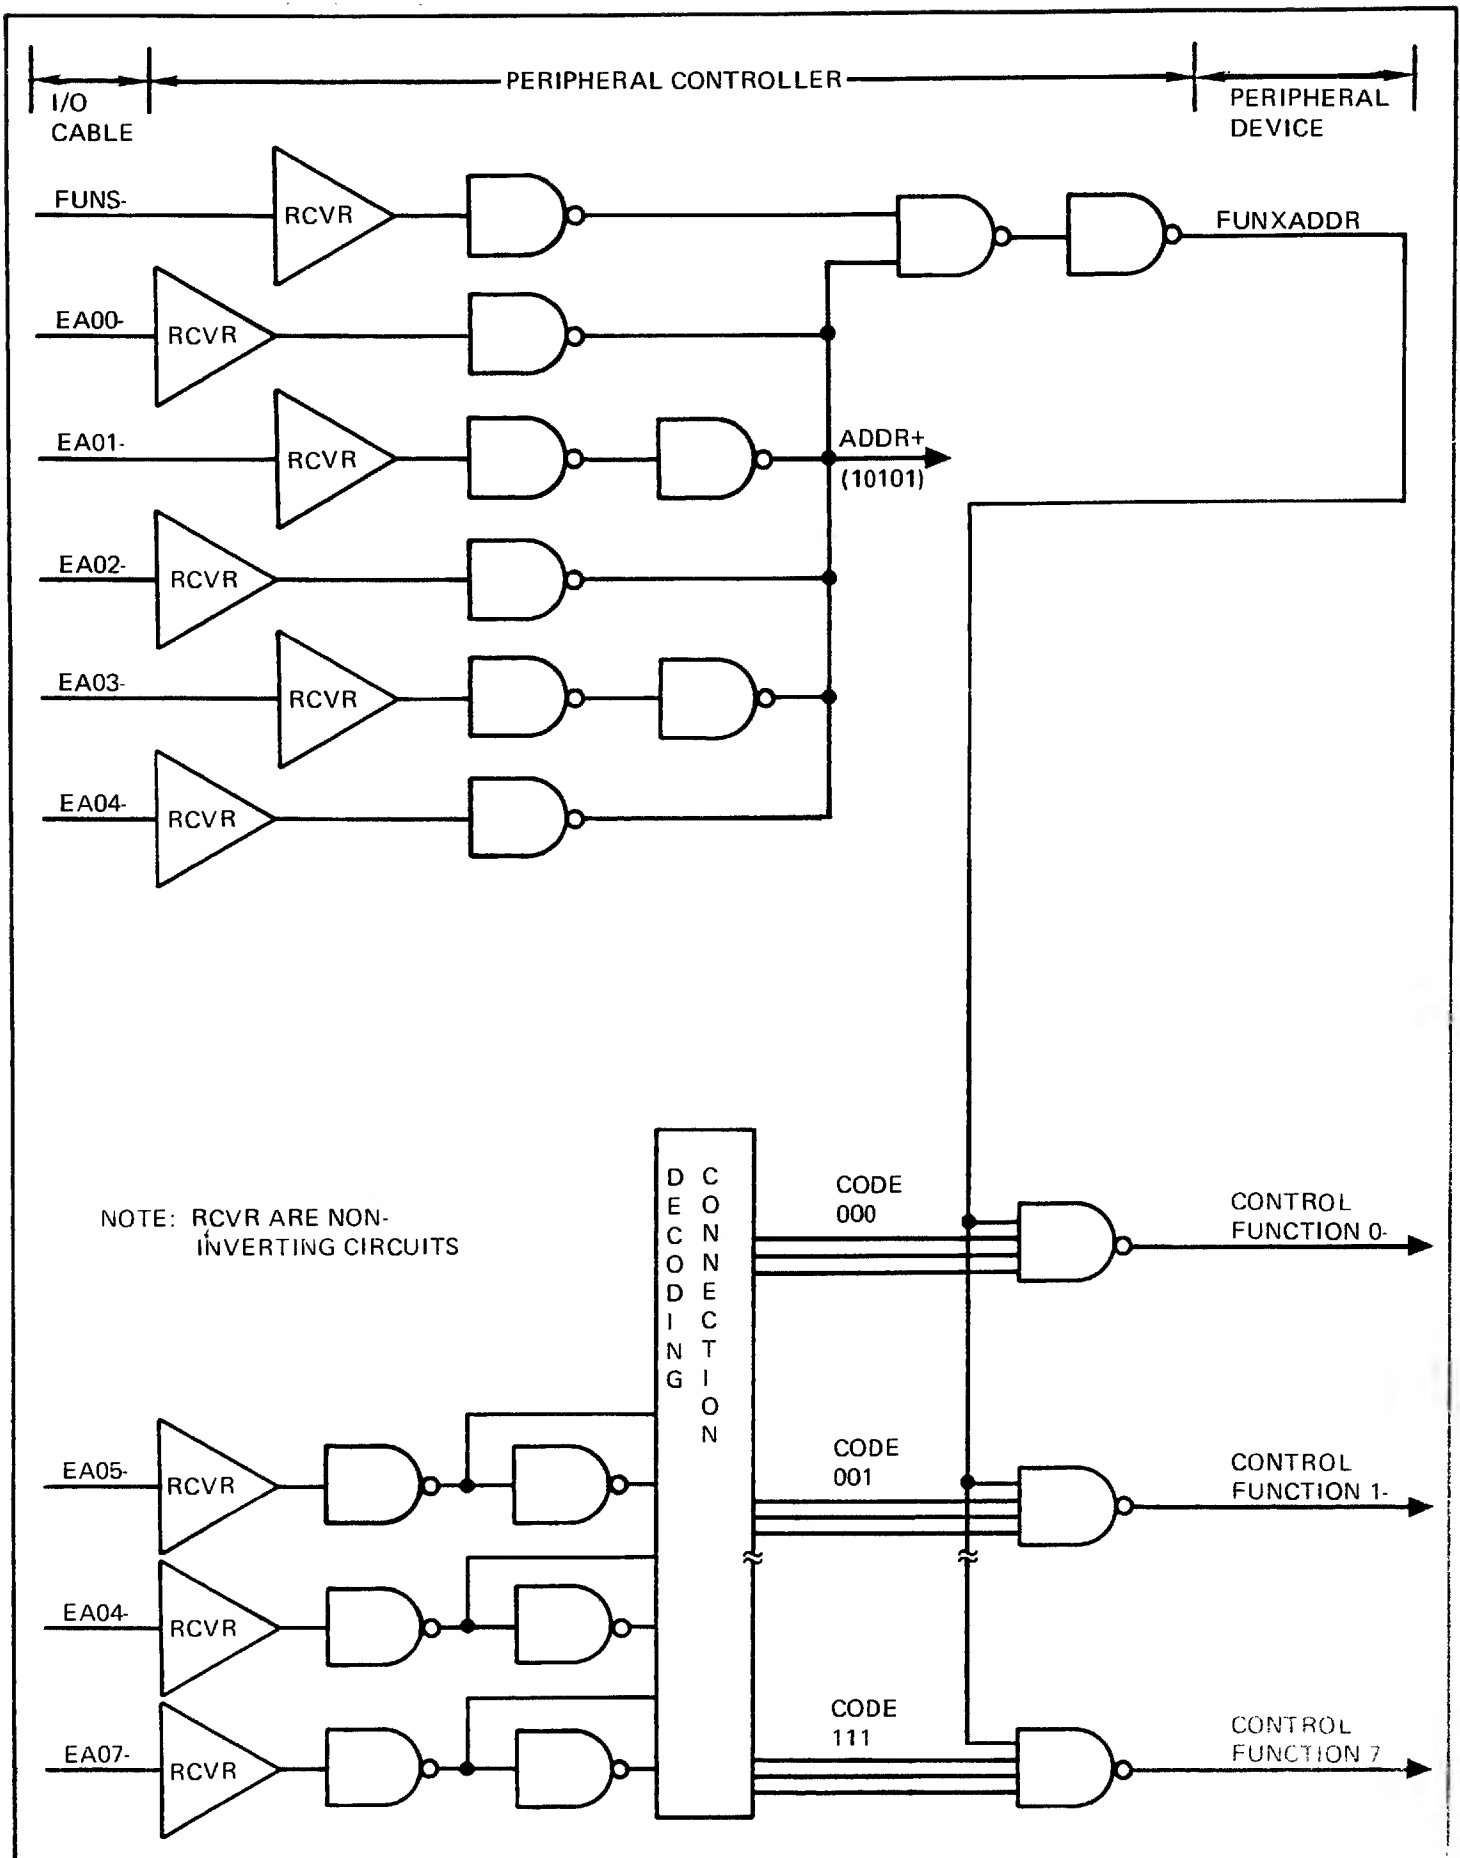 PERIPHERAL CONTROLLER
I/O
CABLE
PERIPHERAL
DEVICE
FUNS-
RCVR
FUNXADDR
EA00-
RCVR
EA01-
RCVR
ADDR+
(10101)
EA02-
RCVR
EA03-
RCVR
EA04-
RCVR
DECODING
CONNECTION
CODE
000
CONTROL
FUNCTION 0-
NOTE: RCVR ARE NON-
INVERTING CIRCUITS
EA05-
RCVR
CODE
001
CONTROL
FUNCTION 1-
EA04-
RCVR
EA07-
RCVR
CODE
111
CONTROL
FUNCTION 7